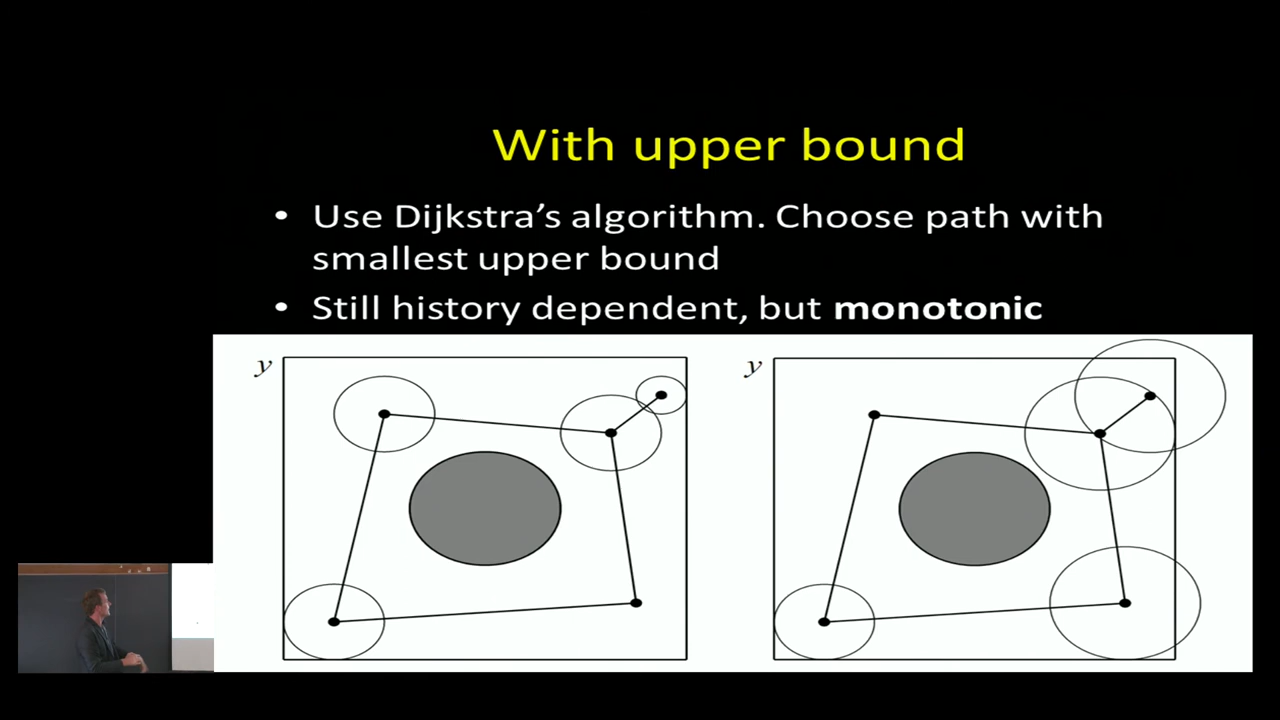 With upper bound
• Use Dijkstra’s algorithm. Choose path with
smallest upper bound
• Still history dependent, but monotonic
y
y